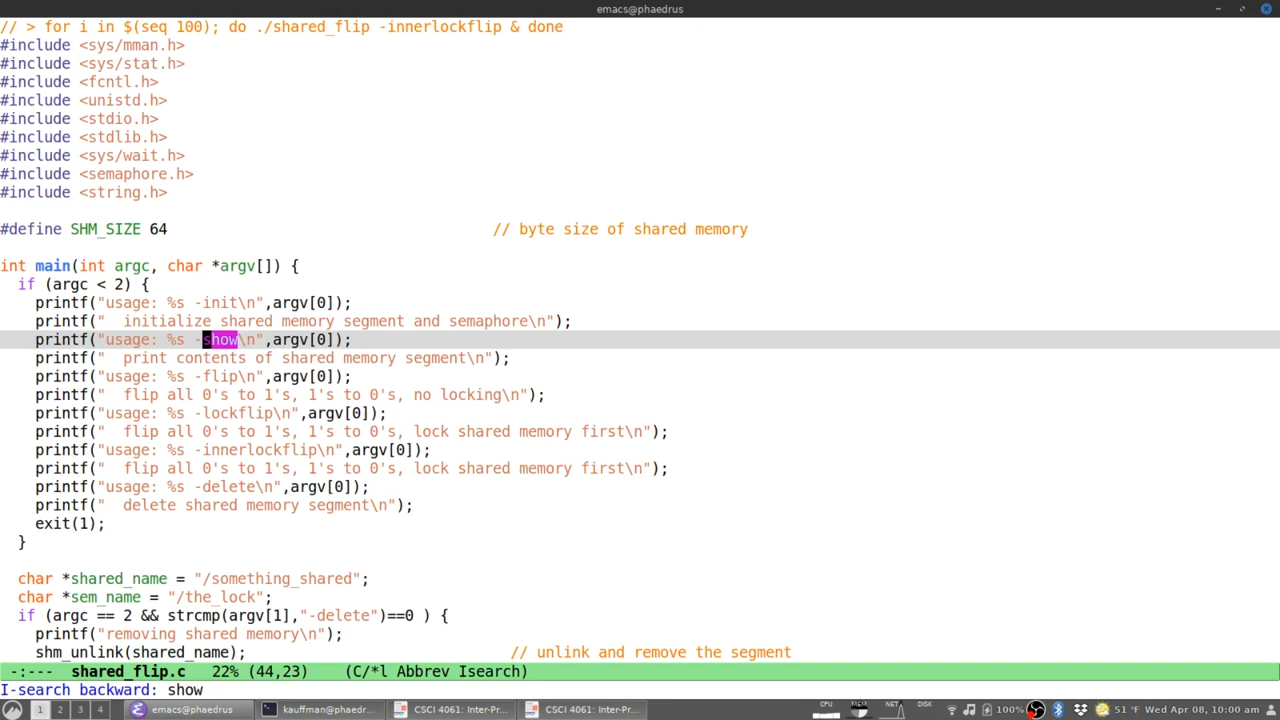 emacs@phaedrus
// > for i in $(seq 100); do ./shared_flip -innerlockflip & done
#include <sys/mman.h>
#include <sys/stat.h>
#include <fcntl.h>
#include <unistd.h>
#include <stdio.h>
#include <stdlib.h>
#include <sys/wait.h>
#include <semaphore.h>
#include <string.h>
#define SHM_SIZE 64 // byte size of shared memory
int main(int argc, char *argv[]) {
if (argc < 2) {
printf("usage: %s -init\n",argv[0]);
printf("  initialize shared memory segment and semaphore\n");
printf("usage: %s -show\n",argv[0]);
printf("  print contents of shared memory segment\n");
printf("usage: %s -flip\n",argv[0]);
printf("  flip all 0's to 1's, 1's to 0's, no locking\n");
printf("usage: %s -lockflip\n",argv[0]);
printf("  flip all 0's to 1's, 1's to 0's, lock shared memory first\n");
printf("usage: %s -innerlockflip\n",argv[0]);
printf("  flip all 0's to 1's, 1's to 0's, lock shared memory first\n");
printf("usage: %s -delete\n",argv[0]);
printf("  delete shared memory segment\n");
exit(1);
}
char *shared_name = "/something_shared";
char *sem_name = "/the_lock";
if (argc == 2 && strcmp(argv[1],"-delete")==0 ) {
printf("removing shared memory\n");
shm_unlink(shared_name); // unlink and remove the segment
-:--- shared_flip.c 22% (44,23) (C/*l Abbrev Isearch)
I-search backward: show
1 2 3 4 emacs@phaedrus kauffman@phaedr... CSCI 4061: Inter-Pr... CSCI 4061: Inter-Pr... CPU MEM NET DISK 100% 51 °F Wed Apr 08, 10:00 am